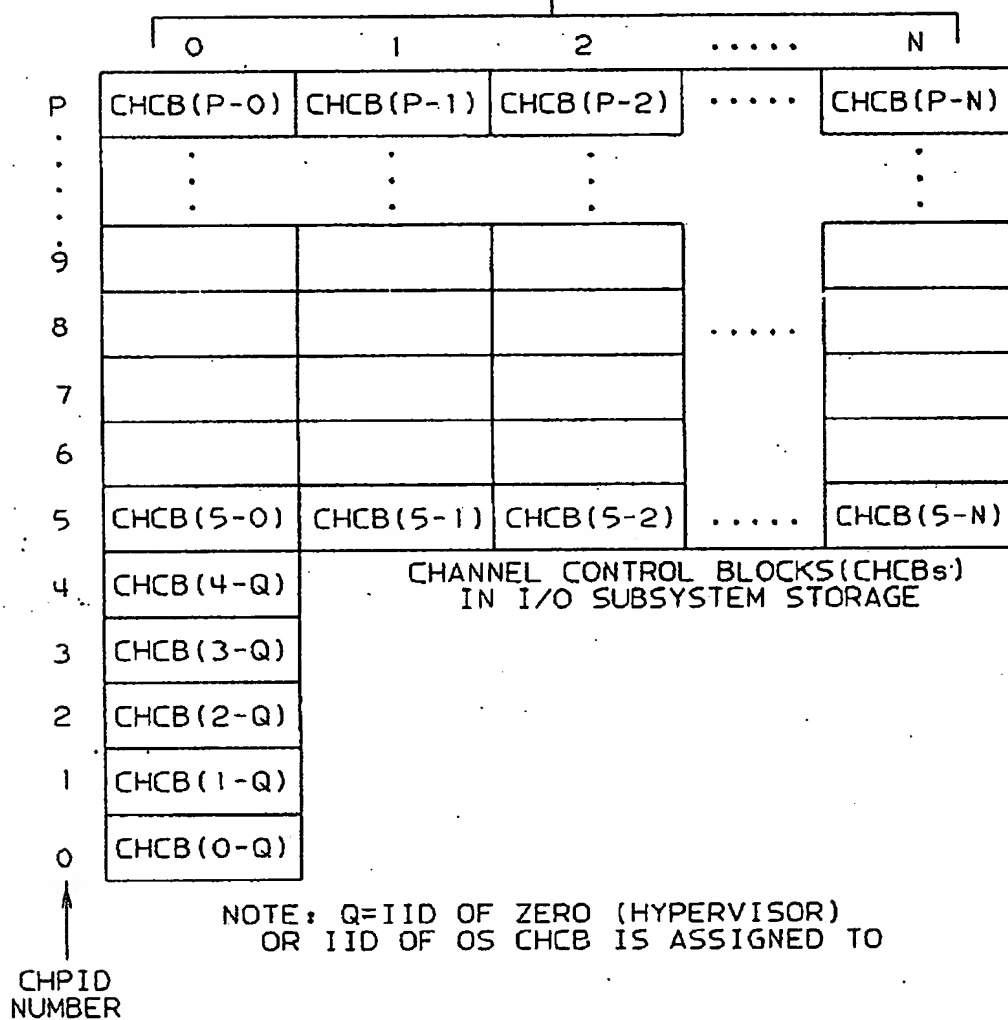 0 1 2 ..... N
P CHCB(P-0) CHCB(P-1) CHCB(P-2) ..... CHCB(P-N)
9
8 .....
7
6
5 CHCB(5-0) CHCB(5-1) CHCB(5-2) ..... CHCB(5-N)
4 CHCB(4-Q) CHANNEL CONTROL BLOCKS(CHCBs)
IN I/O SUBSYSTEM STORAGE
3 CHCB(3-Q)
2 CHCB(2-Q)
1 CHCB(1-Q)
0 CHCB(0-Q)
NOTE: Q=IID OF ZERO (HYPERVISOR)
OR IID OF OS CHCB IS ASSIGNED TO
CHPID
NUMBER